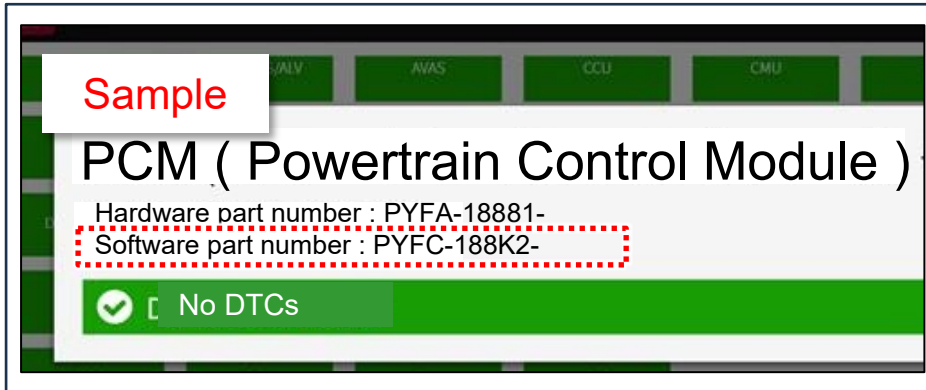 S/ALV AVAS CCU CMU
Sample
PCM ( Powertrain Control Module )
Hardware part number : PYFA-18881-
Software part number : PYFC-188K2-
D
No DTCs